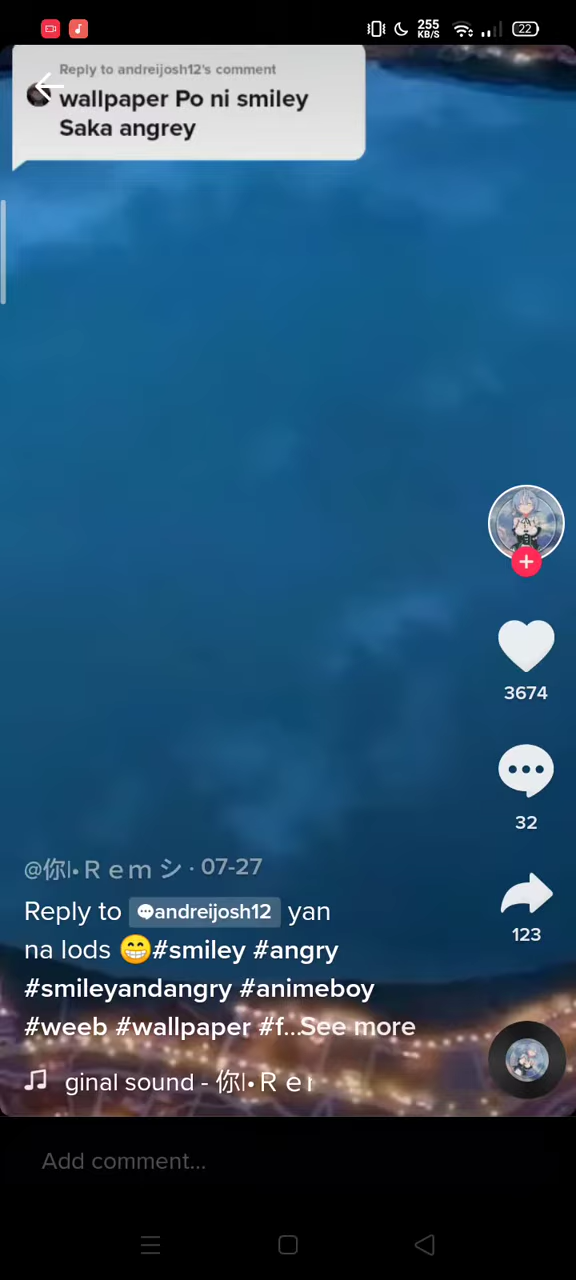 255
KB/S
22
Reply to andreijosh12's comment
wallpaper Po ni smiley
Saka angrey
3674
32
123
@你|• R e m シ · 07-27
Reply to andreijosh12 yan
na lods 😁#smiley #angry
#smileyandangry #animeboy
#weeb #wallpaper #f...See more
ginal sound - 你|• R e
Add comment...